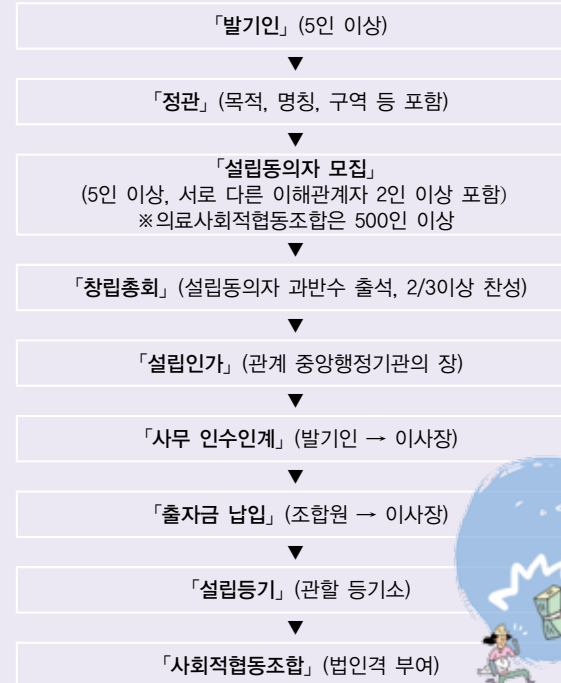 「발기인」 (5인 이상)
▼
「정관」 (목적, 명칭, 구역 등 포함)
▼
「설립동의자 모집」
(5인 이상, 서로 다른 이해관계자 2인 이상 포함)
※의료사회적협동조합은 500인 이상
▼
「창립총회」 (설립동의자 과반수 출석, 2/3이상 찬성)
▼
「설립인가」 (관계 중앙행정기관의 장)
▼
「사무 인수인계」 (발기인 → 이사장)
▼
「출자금 납입」 (조합원 → 이사장)
▼
「설립등기」 (관할 등기소)
▼
「사회적협동조합」 (법인격 부여)